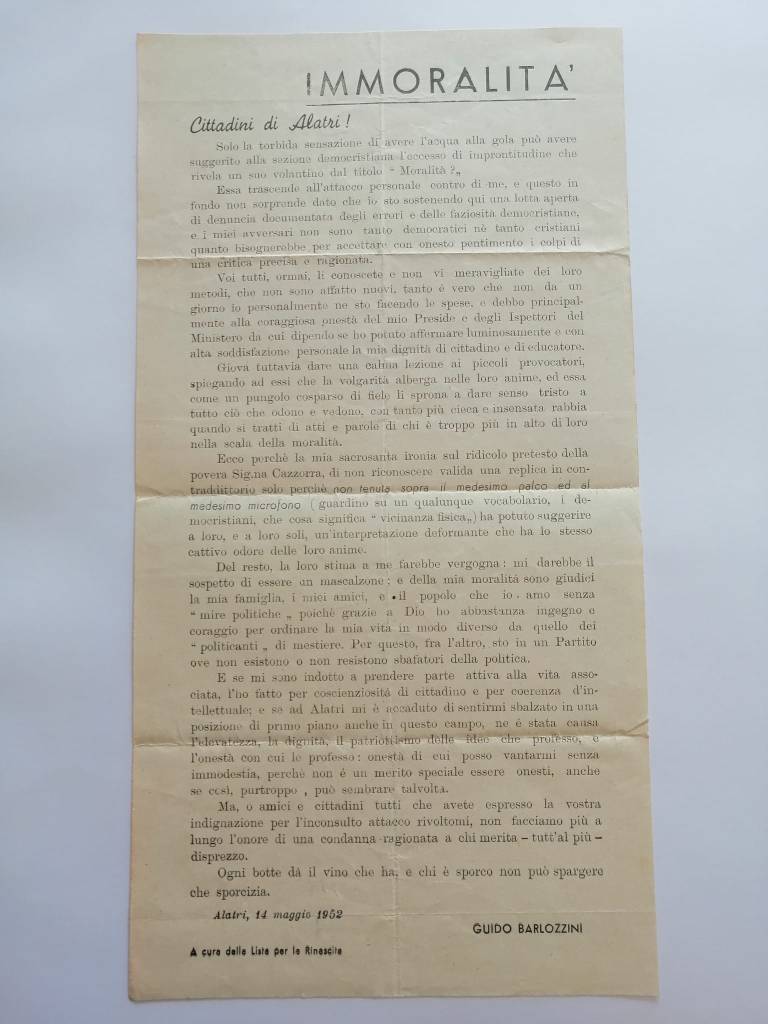 IMMORALITA'
Cittadini di Alatri!
Solo la torbida sensazione di avere l'acqua alla gola può avere
suggerito alla sezione democristiana l'eccesso di improntitudine che
rivela un suo volantino dal titolo “ Moralità ?„
Essa trascende all'attacco personale contro di me, e questo in
fondo non sorprende dato che io sto sostenendo qui una lotta aperta
di denuncia documentata degli errori e delle faziosità democristiane,
e i miei avversari non sono tanto democratici nè tanto cristiani
quanto bisognerebbe per accettare con onesto pentimento i colpi di
una critica precisa e ragionata.
Voi tutti, ormai, li conoscete e non vi meravigliate dei loro
metodi, che non sono affatto nuovi, tanto é vero che non da un
giorno io personalmente ne sto facendo le spese, e debbo principal-
mente alla coraggiosa onestà del mio Preside e degli Ispettori del
Ministero da cui dipendo se ho potuto affermare luminosamente e con
alta soddisfazione personale la mia dignità di cittadino e di educatore.
Giova tuttavia dare una calma lezione ai piccoli provocatori,
spiegando ad essi che la volgarità alberga nelle loro anime, ed essa
come un pungolo cosparso di fiele li sprona a dare senso tristo a
tutto ciò che odono e vedono, con tanto più cieca e insensata rabbia
quando si tratti di atti e parole di chi è troppo più in alto di loro
nella scala della moralità.
Ecco perchè la mia sacrosanta ironia sul ridicolo pretesto della
povera Sig.na Cazzorra, di non riconoscere valida una replica in con-
tradditorio solo perchè non tenuta sopra il medesimo palco ed al
medesimo microfono ( guardino su un qualunque vocabolario, i de-
mocristiani, che cosa significa “ vicinanza fisica„) ha potuto suggerire
a loro, e a loro soli, un'interpretazione deformante che ha lo stesso
cattivo odore delle loro anime.
Del resto, la loro stima a me farebbe vergogna : mi darebbe il
sospetto di essere un mascalzone : e della mia moralità sono giudici
la mia famiglia, i miei amici, e il popolo che io amo senza
“ mire politiche „ poichè grazie a Dio ho abbastanza ingegno e
coraggio per ordinare la mia vita in modo diverso da quello dei
“ politicanti „ di mestiere. Per questo, fra l'altro, sto in un Partito
ove non esistono o non resistono sbafatori della politica.
E se mi sono indotto a prendere parte attiva alla vita asso-
ciata, l'ho fatto per coscienziosità di cittadino e per coerenza d'in-
tellettuale; e se ad Alatri mi è accaduto di sentirmi sbalzato in una
posizione di primo piano anche in questo campo, ne é stata causa
l'elevatezza, la dignità, il patriottismo delle idee che professo, e
l'onestà con cui le professo : onestà di cui posso vantarmi senza
immodestia, perchè non é un merito speciale essere onesti, anche
se così, purtroppo , può sembrare talvolta.
Ma, o amici e cittadini tutti che avete espresso la vostra
indignazione per l'inconsulto attacco rivoltomi, non facciamo più a
lungo l'onore di una condanna ragionata a chi merita – tutt'al più –
disprezzo.
Ogni botte dà il vino che ha, e chi è sporco non può spargere
che sporcizia.
Alatri, 14 maggio 1952
GUIDO BARLOZZINI
A cura delle Liste per la Rinascita